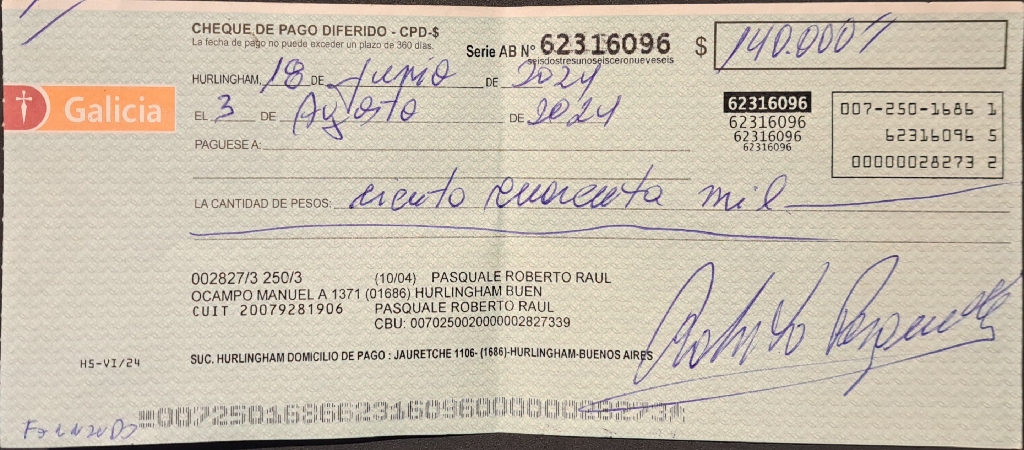 CHEQUE DE PAGO DIFERIDO - CPD-$
La fecha de pago no puede exceder un plazo de 360 días.
Serie AB Nº 62316096 $ 140.000
seisdostresunoseisceronueveseis
HURLINGHAM, 18 DE Junio DE 2024
Galicia
EL 3 DE Agosto DE 2024
PAGUESE A:
62316096
62316096
62316096
62316096
007-250-1686 1
62316096 5
00000028273 2
LA CANTIDAD DE PESOS: ciento cuarenta mil
002827/3 250/3 (10/04) PASQUALE ROBERTO RAUL
OCAMPO MANUEL A 1371 (01686) HURLINGHAM BUEN
CUIT 20079281906 PASQUALE ROBERTO RAUL
CBU: 0070250020000002827339
HS-VI/24
SUC. HURLINGHAM DOMICILIO DE PAGO : JAURETCHE 1106- (1686)-HURLINGHAM-BUENOS AIRES
Roberto